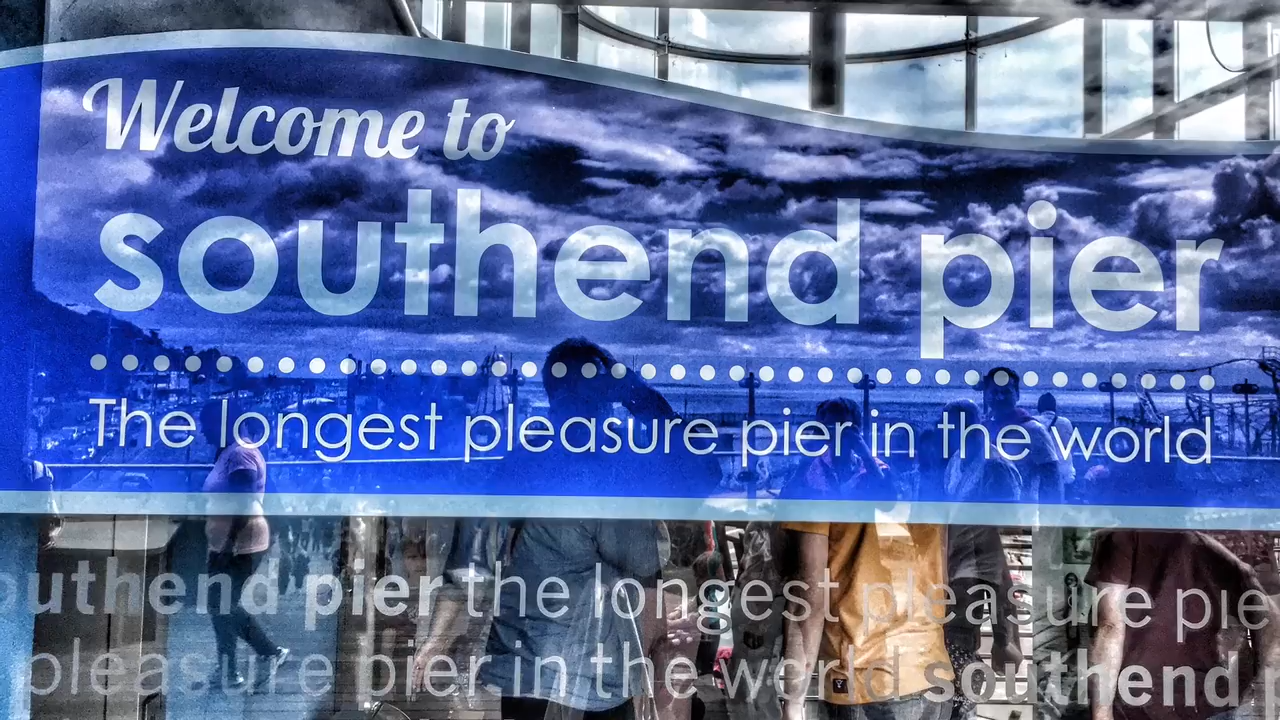 Welcome to
southend pier
The longest pleasure pier in the world
outhend pier the longest pleasure pie
pleasure pier in the world southend p